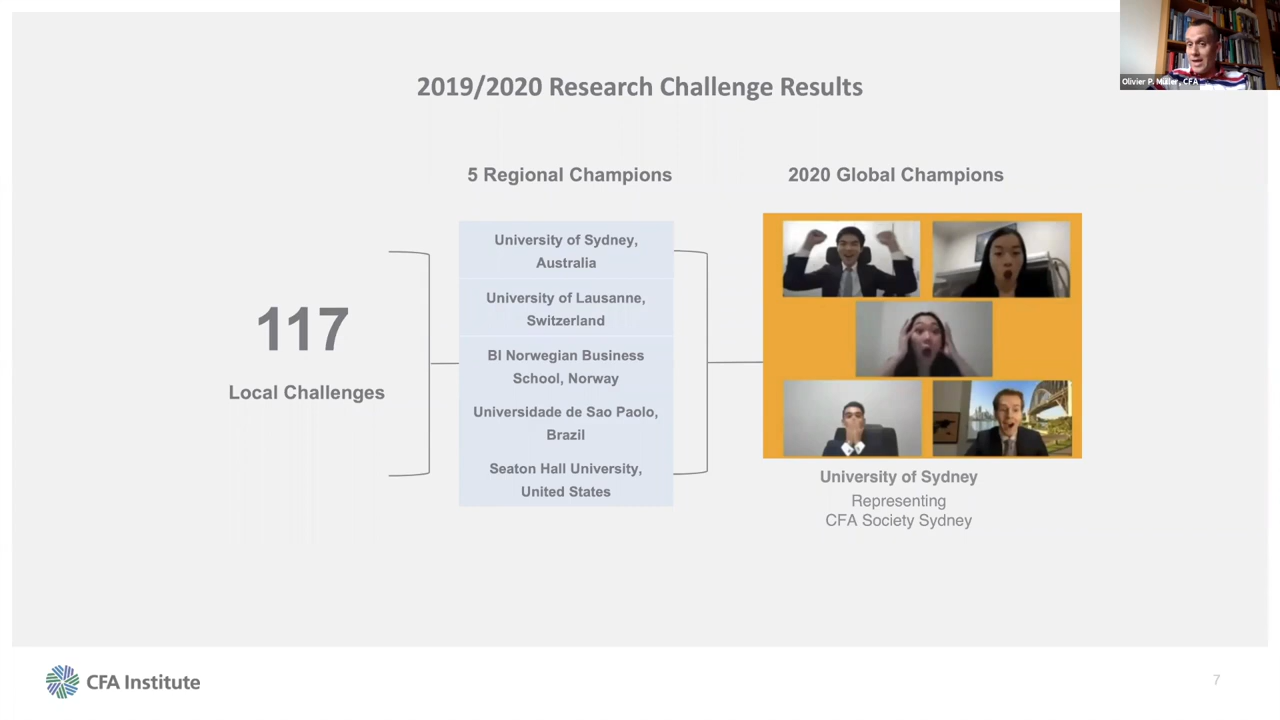 Olivier P. Müller, CFA
2019/2020 Research Challenge Results
5 Regional Champions
2020 Global Champions
117
Local Challenges
University of Sydney,
Australia
University of Lausanne,
Switzerland
BI Norwegian Business
School, Norway
Universidade de Sao Paolo,
Brazil
Seaton Hall University,
United States
University of Sydney
Representing
CFA Society Sydney
CFA Institute
7